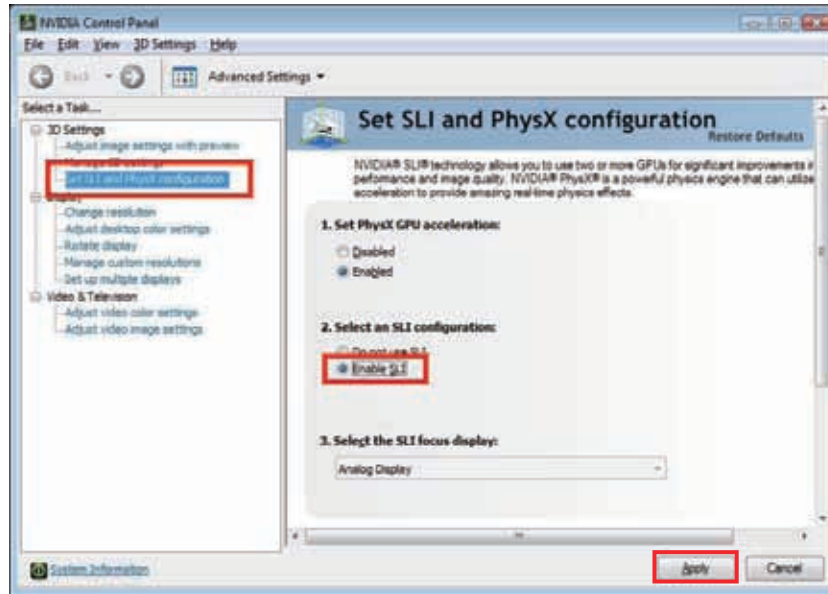 NVIDIA Control Panel
File Edit View 3D Settings Help
Back Advanced Settings
Select a Task...
3D Settings
Adjust image settings with preview
Manage 3D settings
Set SLI and PhysX configuration
Display
Change resolution
Adjust desktop color settings
Rotate display
Manage custom resolutions
Set up multiple displays
Video & Television
Adjust video color settings
Adjust video image settings
System Information
Set SLI and PhysX configuration
Restore Defaults
NVIDIA® SLI® technology allows you to use two or more GPUs for significant improvements
performance and image quality. NVIDIA® PhysX® is a powerful physics engine that can utilize
acceleration to provide amazing real-time physics effects.
1. Set PhysX GPU acceleration:
Disabled
Enabled
2. Select an SLI configuration:
Do not use SLI
Enable SLI
3. Select the SLI focus display:
Analog Display
Apply Cancel